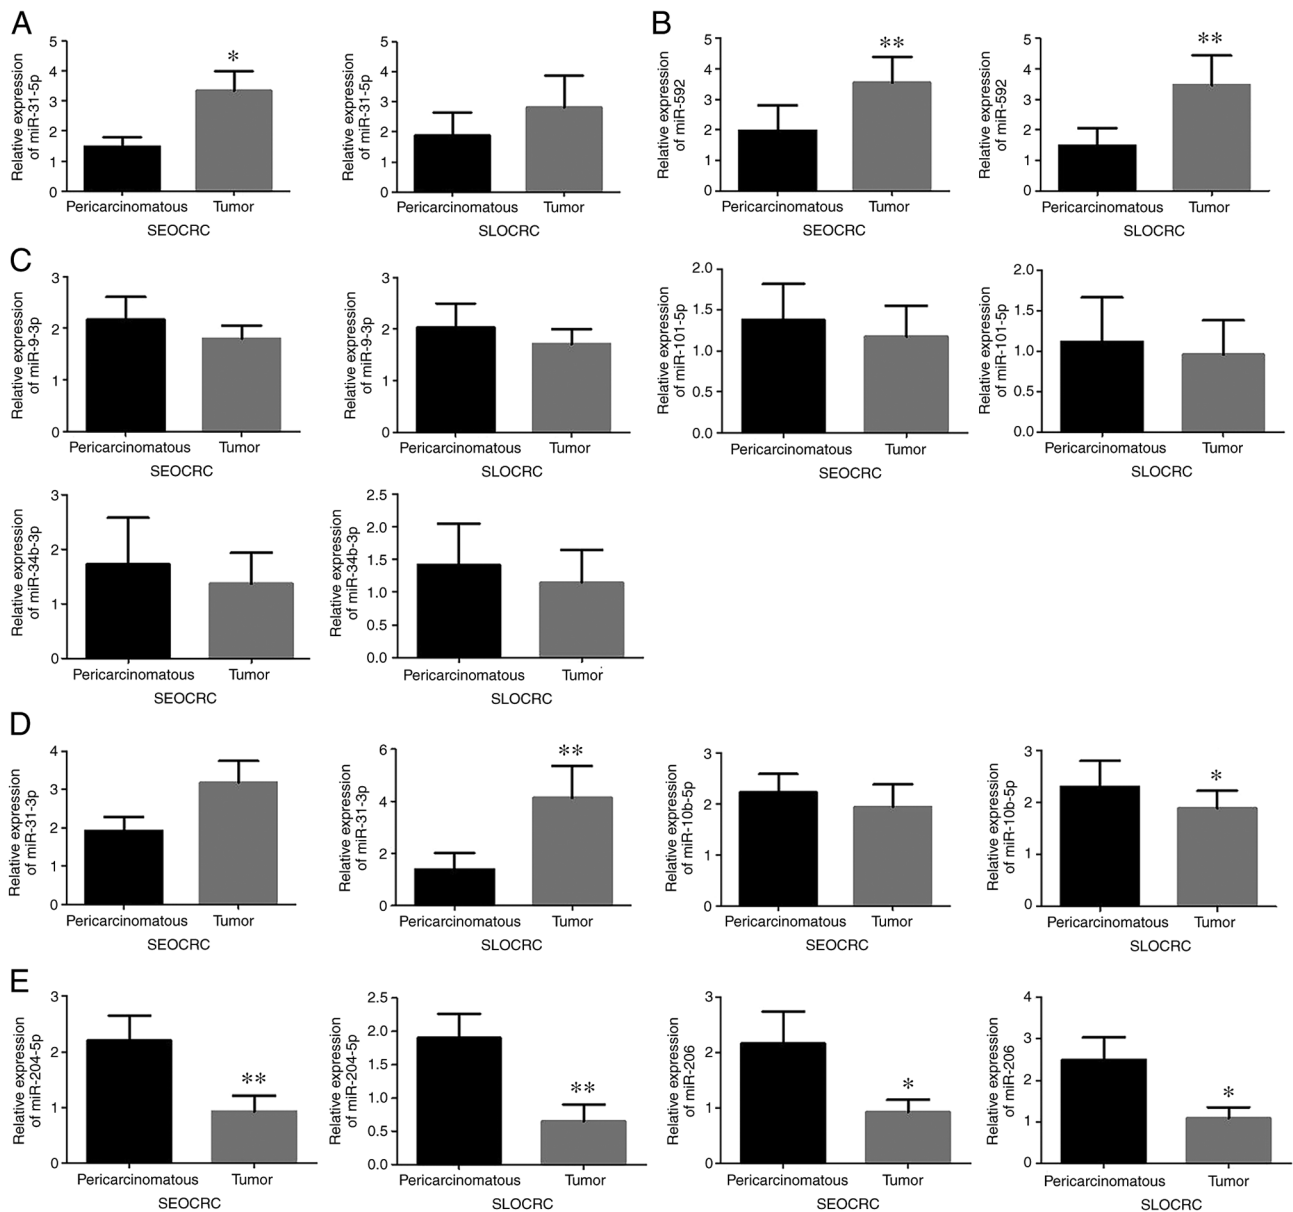 A
Relative expression
of miR-31-5p
5
4
3
2
1
0
*
Pericarcinomatous Tumor
SEOCRC
Relative expression
of miR-31-5p
5
4
3
2
1
0
Pericarcinomatous Tumor
SLOCRC
B
Relative expression
of miR-592
5
4
3
2
1
0
**
Pericarcinomatous Tumor
SEOCRC
Relative expression
of miR-592
5
4
3
2
1
0
**
Pericarcinomatous Tumor
SLOCRC
C
Relative expression
of miR-9-3p
3
2
1
0
Pericarcinomatous Tumor
SEOCRC
Relative expression
of miR-9-3p
3
2
1
0
Pericarcinomatous Tumor
SLOCRC
Relative expression
of miR-101-5p
2.0
1.5
1.0
0.5
0.0
Pericarcinomatous Tumor
SEOCRC
Relative expression
of miR-101-5p
2.0
1.5
1.0
0.5
0.0
Pericarcinomatous Tumor
SLOCRC
Relative expression
of miR-34b-3p
3
2
1
0
Pericarcinomatous Tumor
SEOCRC
Relative expression
of miR-34b-3p
2.5
2.0
1.5
1.0
0.5
0.0
Pericarcinomatous Tumor
SLOCRC
D
Relative expression
of miR-31-3p
4
3
2
1
0
Pericarcinomatous Tumor
SEOCRC
Relative expression
of miR-31-3p
6
4
2
0
**
Pericarcinomatous Tumor
SLOCRC
Relative expression
of miR-10b-5p
3
2
1
0
Pericarcinomatous Tumor
SEOCRC
Relative expression
of miR-10b-5p
3
2
1
0
*
Pericarcinomatous Tumor
SLOCRC
E
Relative expression
of miR-204-5p
3
2
1
0
**
Pericarcinomatous Tumor
SEOCRC
Relative expression
of miR-204-5p
2.5
2.0
1.5
1.0
0.5
0.0
**
Pericarcinomatous Tumor
SLOCRC
Relative expression
of miR-206
3
2
1
0
*
Pericarcinomatous Tumor
SEOCRC
Relative expression
of miR-206
4
3
2
1
0
*
Pericarcinomatous Tumor
SLOCRC